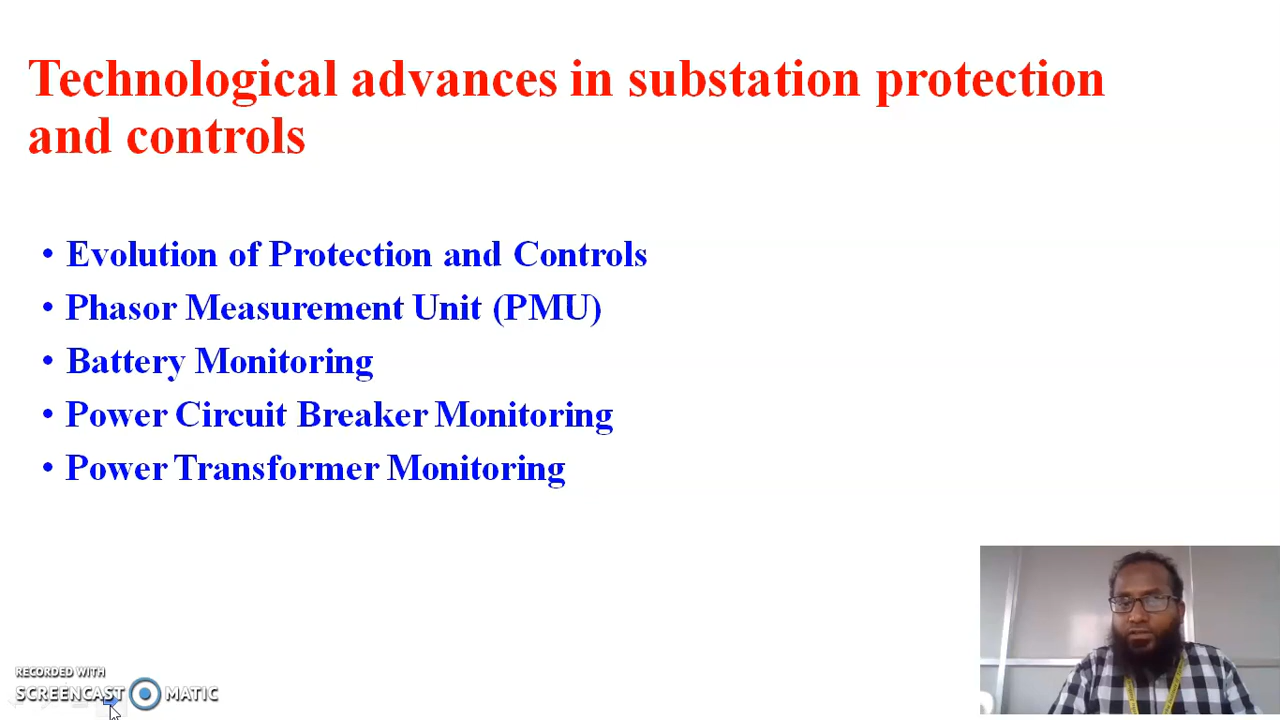 Technological advances in substation protection
and controls
• Evolution of Protection and Controls
• Phasor Measurement Unit (PMU)
• Battery Monitoring
• Power Circuit Breaker Monitoring
• Power Transformer Monitoring
RECORDED WITH
SCREENCAST MATIC